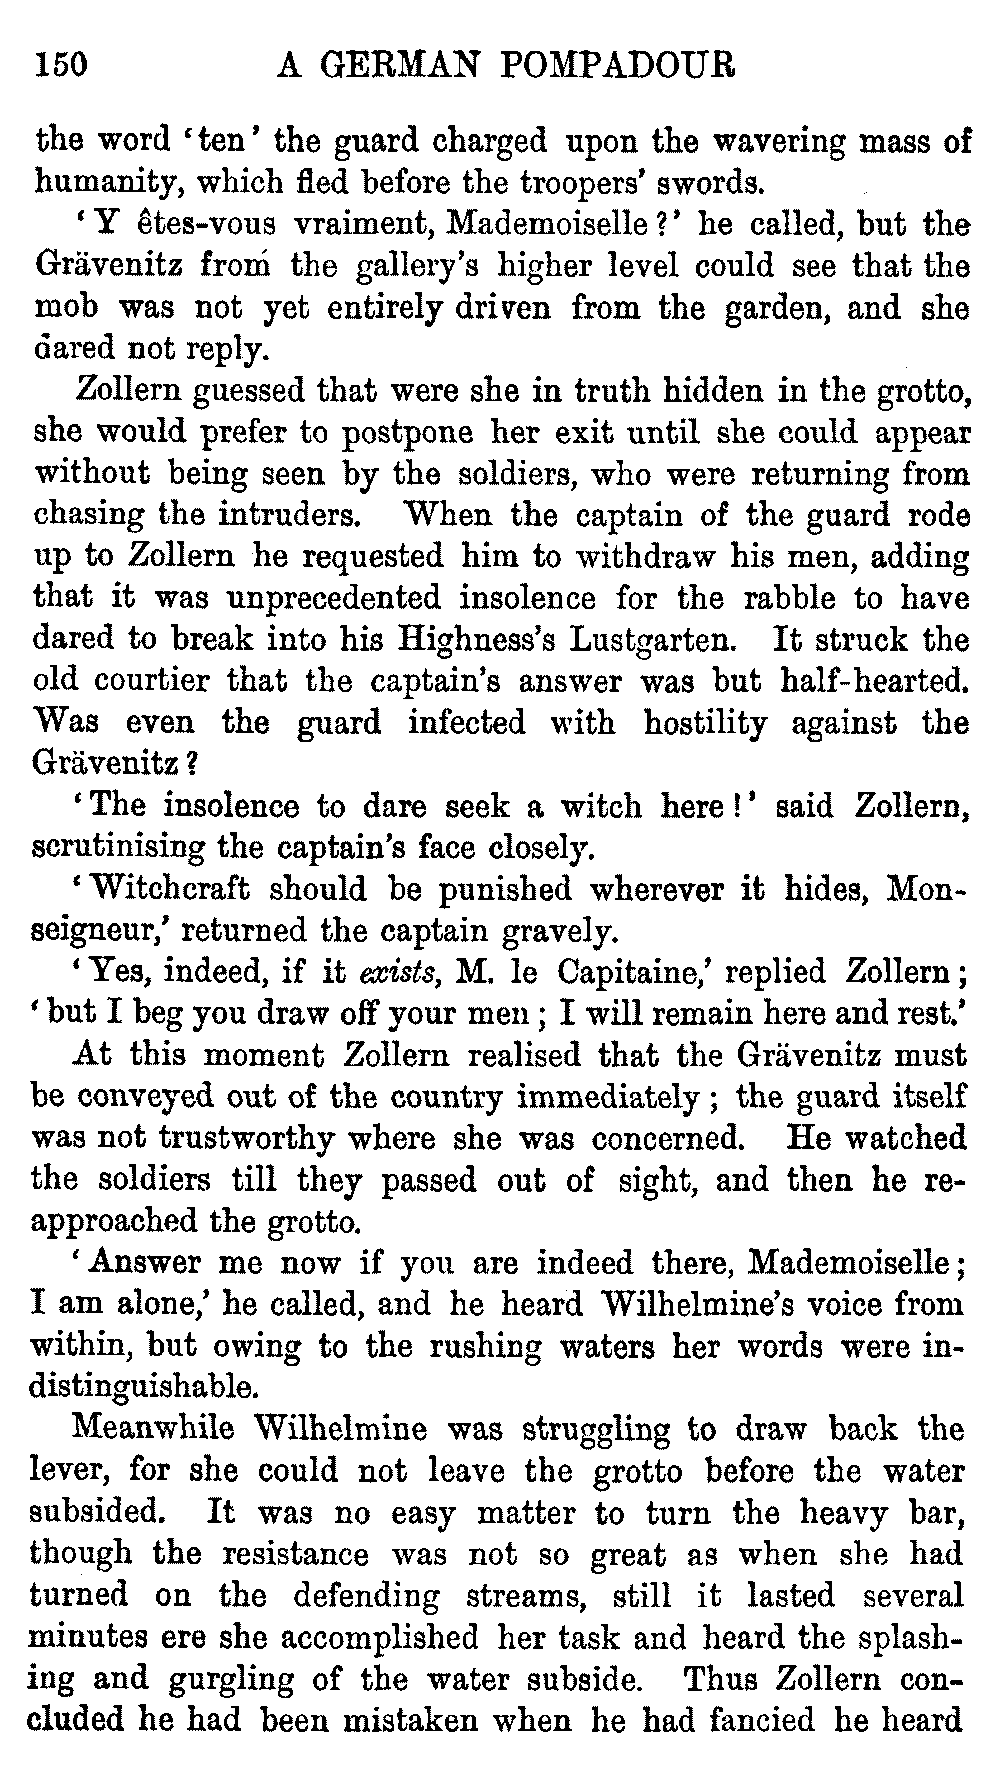 150 A GERMAN POMPADOUR
the word ‘ten’ the guard charged upon the wavering mass of
humanity, which fled before the troopers’ swords.
‘Y êtes-vous vraiment, Mademoiselle?’ he called, but the
Grävenitz from the gallery’s higher level could see that the
mob was not yet entirely driven from the garden, and she
dared not reply.
Zollern guessed that were she in truth hidden in the grotto,
she would prefer to postpone her exit until she could appear
without being seen by the soldiers, who were returning from
chasing the intruders. When the captain of the guard rode
up to Zollern he requested him to withdraw his men, adding
that it was unprecedented insolence for the rabble to have
dared to break into his Highness’s Lustgarten. It struck the
old courtier that the captain’s answer was but half-hearted.
Was even the guard infected with hostility against the
Grävenitz?
‘The insolence to dare seek a witch here!’ said Zollern,
scrutinising the captain’s face closely.
‘Witchcraft should be punished wherever it hides, Mon-
seigneur,’ returned the captain gravely.
‘Yes, indeed, if it exists, M. le Capitaine,’ replied Zollern;
‘but I beg you draw off your men; I will remain here and rest.’
At this moment Zollern realised that the Grävenitz must
be conveyed out of the country immediately; the guard itself
was not trustworthy where she was concerned. He watched
the soldiers till they passed out of sight, and then he re-
approached the grotto.
‘Answer me now if you are indeed there, Mademoiselle;
I am alone,’ he called, and he heard Wilhelmine’s voice from
within, but owing to the rushing waters her words were in-
distinguishable.
Meanwhile Wilhelmine was struggling to draw back the
lever, for she could not leave the grotto before the water
subsided. It was no easy matter to turn the heavy bar,
though the resistance was not so great as when she had
turned on the defending streams, still it lasted several
minutes ere she accomplished her task and heard the splash-
ing and gurgling of the water subside. Thus Zollern con-
cluded he had been mistaken when he had fancied he heard